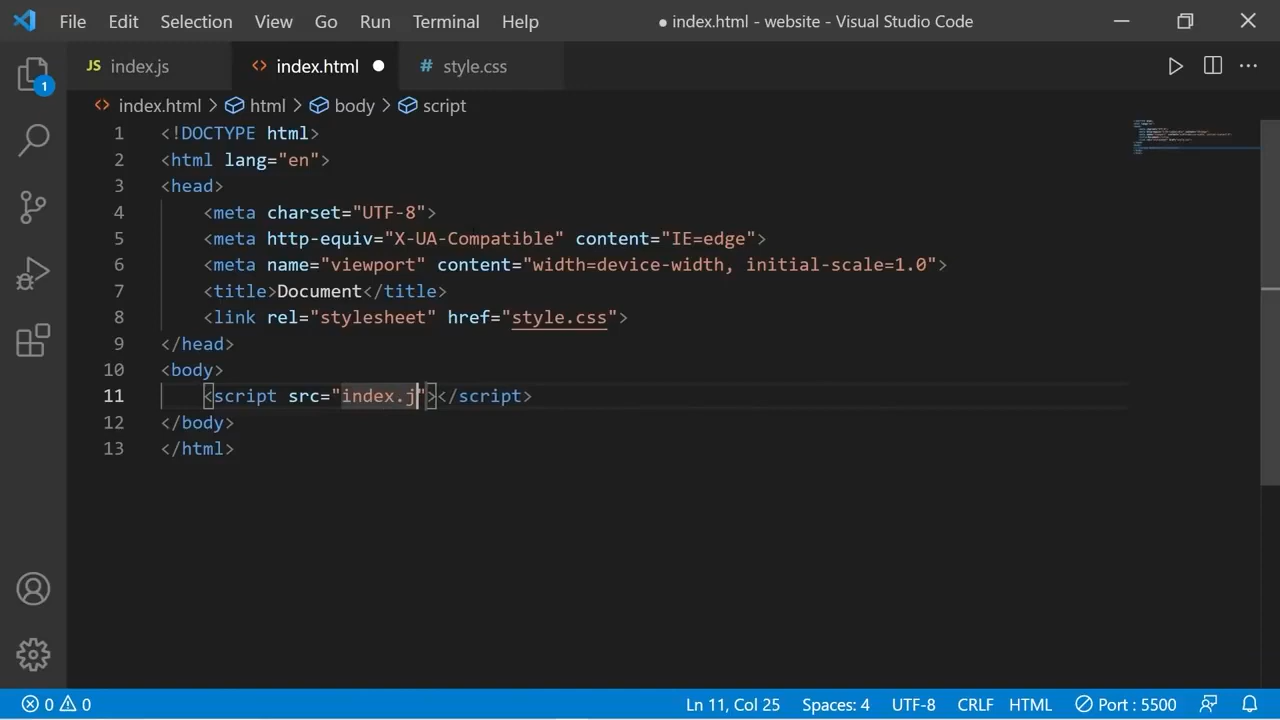 File Edit Selection View Go Run Terminal Help ● index.html - website - Visual Studio Code
JS index.js <> index.html ● # style.css
1
<> index.html > html > body > script
1 <!DOCTYPE html>
2 <html lang="en">
3 <head>
4 <meta charset="UTF-8">
5 <meta http-equiv="X-UA-Compatible" content="IE=edge">
6 <meta name="viewport" content="width=device-width, initial-scale=1.0">
7 <title>Document</title>
8 <link rel="stylesheet" href="style.css">
9 </head>
10 <body>
11 <script src="index.j"></script>
12 </body>
13 </html>
0 0 Ln 11, Col 25 Spaces: 4 UTF-8 CRLF HTML Port : 5500